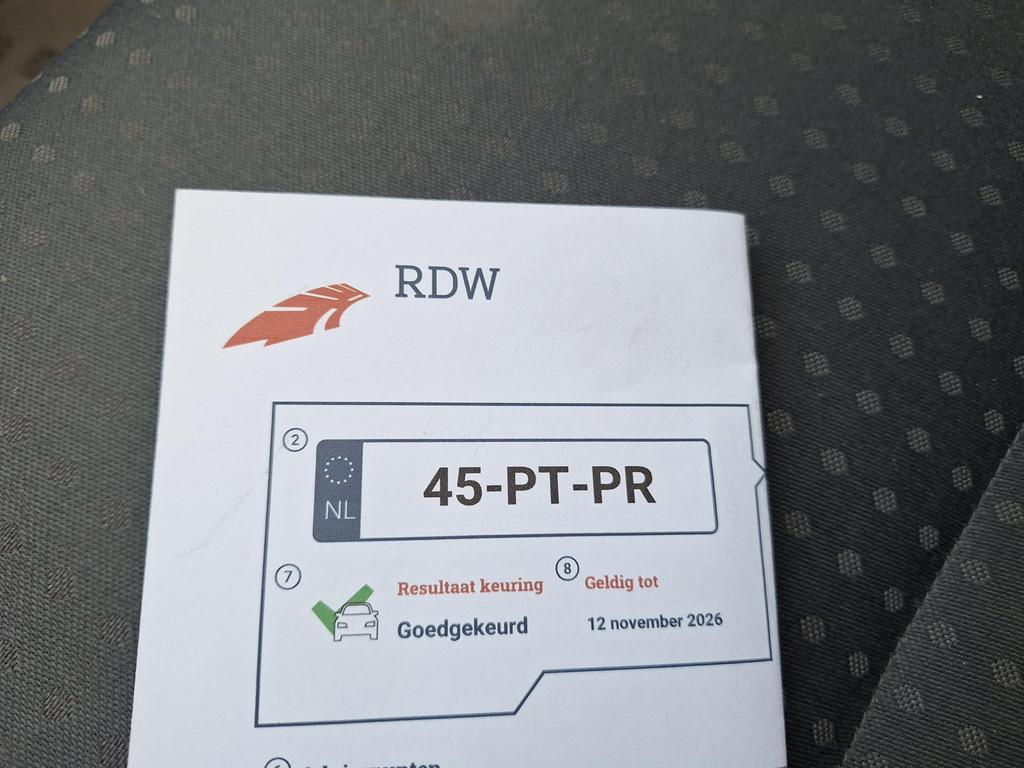 RDW
2
NL
45-PT-PR
7
Resultaat keuring
Goedgekeurd
8
Geldig tot
12 november 2026